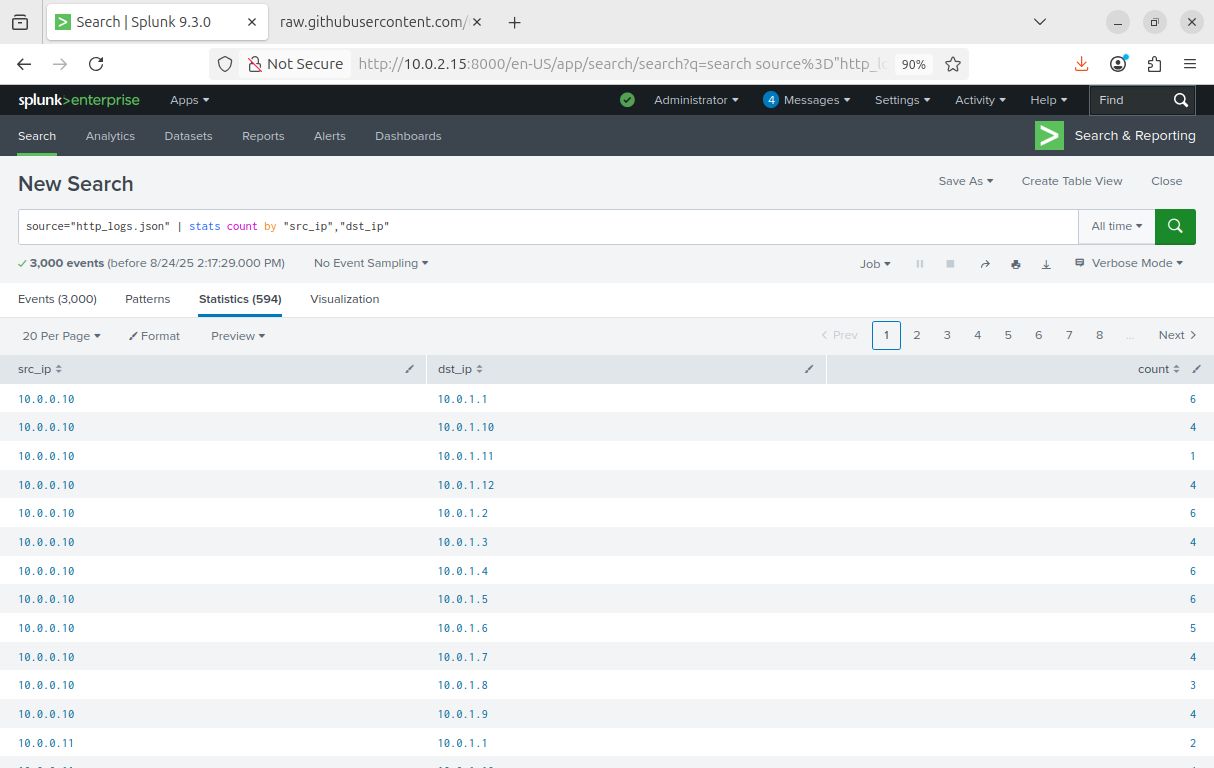 Search | Splunk 9.3.0
raw.githubusercontent.com/
Not Secure http://10.0.2.15:8000/en-US/app/search/search?q=search source%3D"http_lo 90%
splunk>enterprise Apps Administrator 4 Messages Settings Activity Help Find
Search Analytics Datasets Reports Alerts Dashboards Search & Reporting
New Search Save As Create Table View Close
source="http_logs.json" | stats count by "src_ip","dst_ip" All time
3,000 events (before 8/24/25 2:17:29.000 PM) No Event Sampling Job Verbose Mode
Events (3,000) Patterns Statistics (594) Visualization
20 Per Page Format Preview < Prev 1 2 3 4 5 6 7 8 ... Next >
src_ip dst_ip count
10.0.0.10 10.0.1.1 6
10.0.0.10 10.0.1.10 4
10.0.0.10 10.0.1.11 1
10.0.0.10 10.0.1.12 4
10.0.0.10 10.0.1.2 6
10.0.0.10 10.0.1.3 4
10.0.0.10 10.0.1.4 6
10.0.0.10 10.0.1.5 6
10.0.0.10 10.0.1.6 5
10.0.0.10 10.0.1.7 4
10.0.0.10 10.0.1.8 3
10.0.0.10 10.0.1.9 4
10.0.0.11 10.0.1.1 2